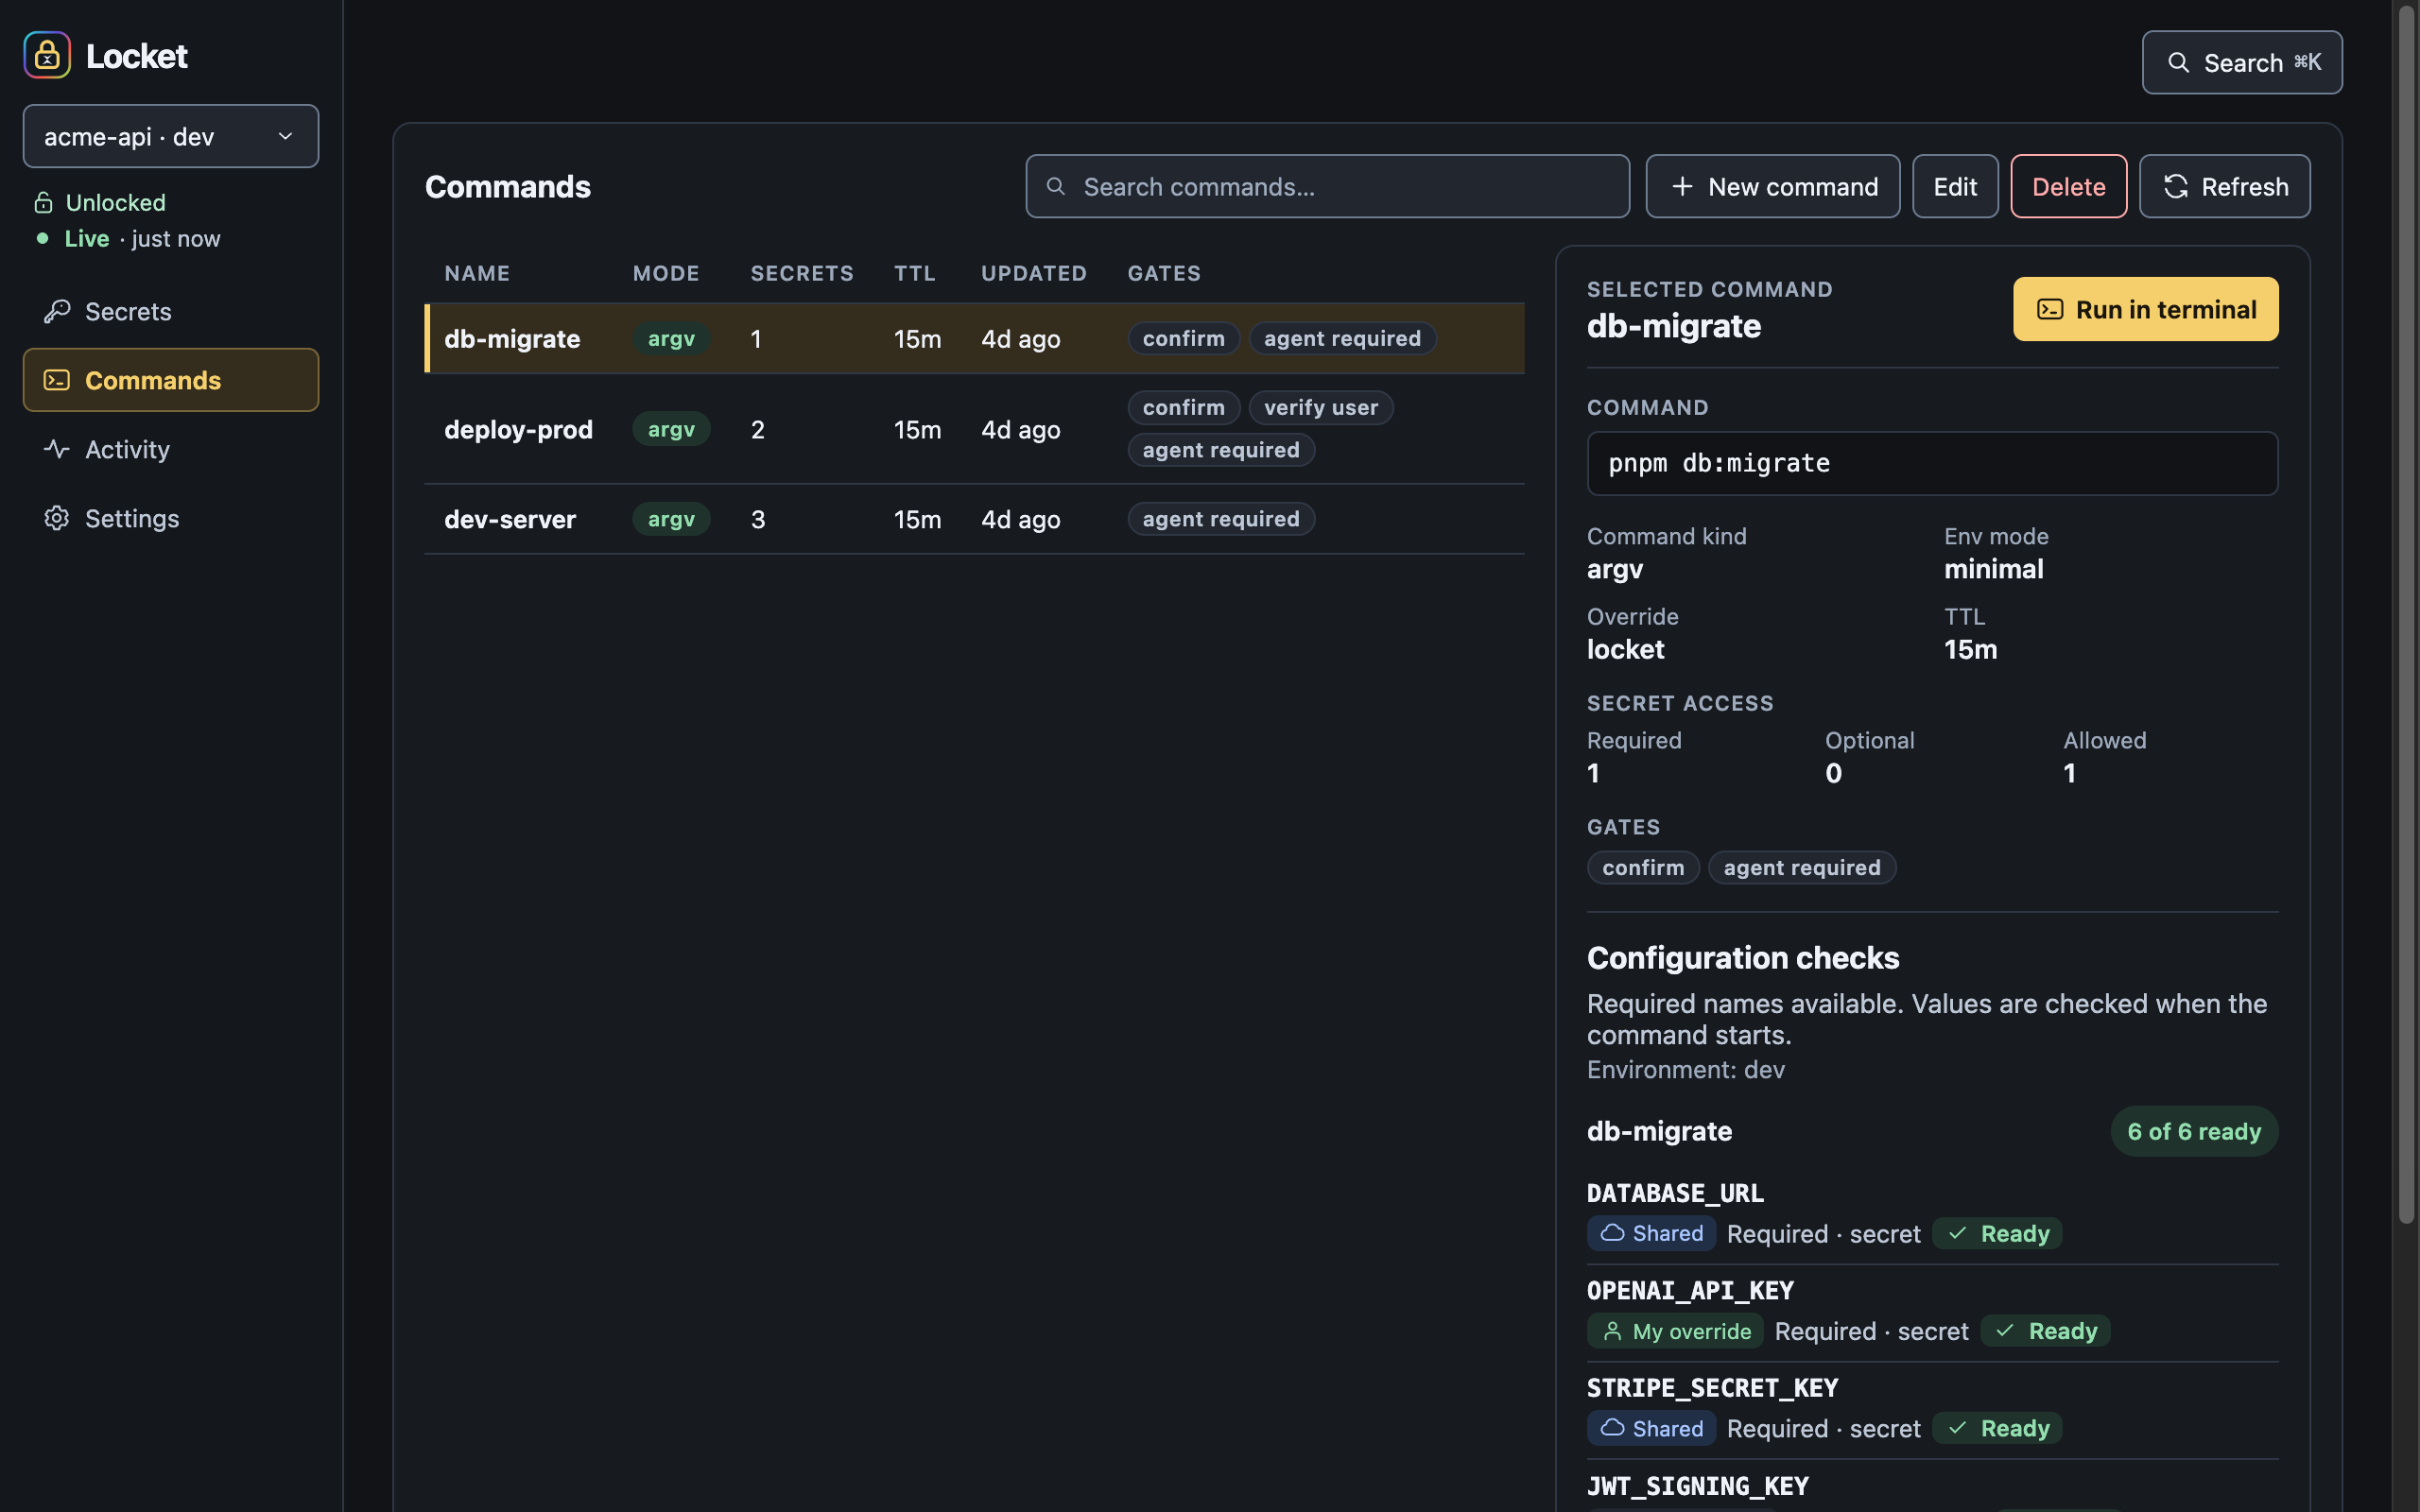 Locket
acme-api · dev
Unlocked
Live · just now
Secrets
Commands
Activity
Settings
Search ⌘K
Commands
Search commands...
New command
Edit
Delete
Refresh
NAME MODE SECRETS TTL UPDATED GATES
db-migrate argv 1 15m 4d ago confirm agent required
deploy-prod argv 2 15m 4d ago confirm verify user
agent required
dev-server argv 3 15m 4d ago agent required
SELECTED COMMAND
db-migrate
Run in terminal
COMMAND
pnpm db:migrate
Command kind Env mode
argv minimal
Override TTL
locket 15m
SECRET ACCESS
Required Optional Allowed
1 0 1
GATES
confirm agent required
Configuration checks
Required names available. Values are checked when the
command starts.
Environment: dev
db-migrate 6 of 6 ready
DATABASE_URL
Shared Required · secret Ready
OPENAI_API_KEY
My override Required · secret Ready
STRIPE_SECRET_KEY
Shared Required · secret Ready
JWT_SIGNING_KEY